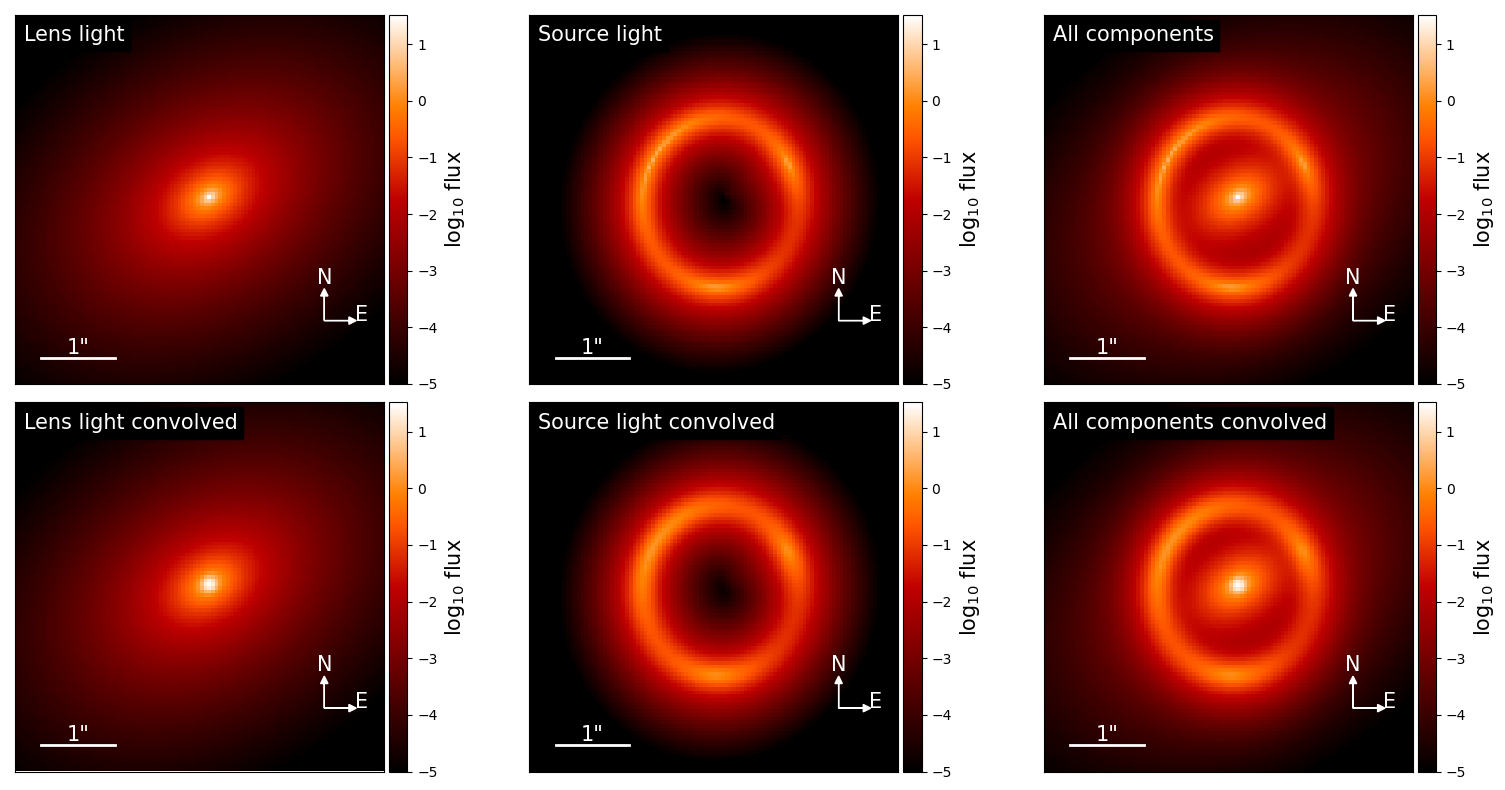 Lens light
N
E
1"
1
0
−1
−2
−3
−4
−5
log₁₀ flux
Source light
N
E
1"
1
0
−1
−2
−3
−4
−5
log₁₀ flux
All components
N
E
1"
1
0
−1
−2
−3
−4
−5
log₁₀ flux
Lens light convolved
N
E
1"
1
0
−1
−2
−3
−4
−5
log₁₀ flux
Source light convolved
N
E
1"
1
0
−1
−2
−3
−4
−5
log₁₀ flux
All components convolved
N
E
1"
1
0
−1
−2
−3
−4
−5
log₁₀ flux